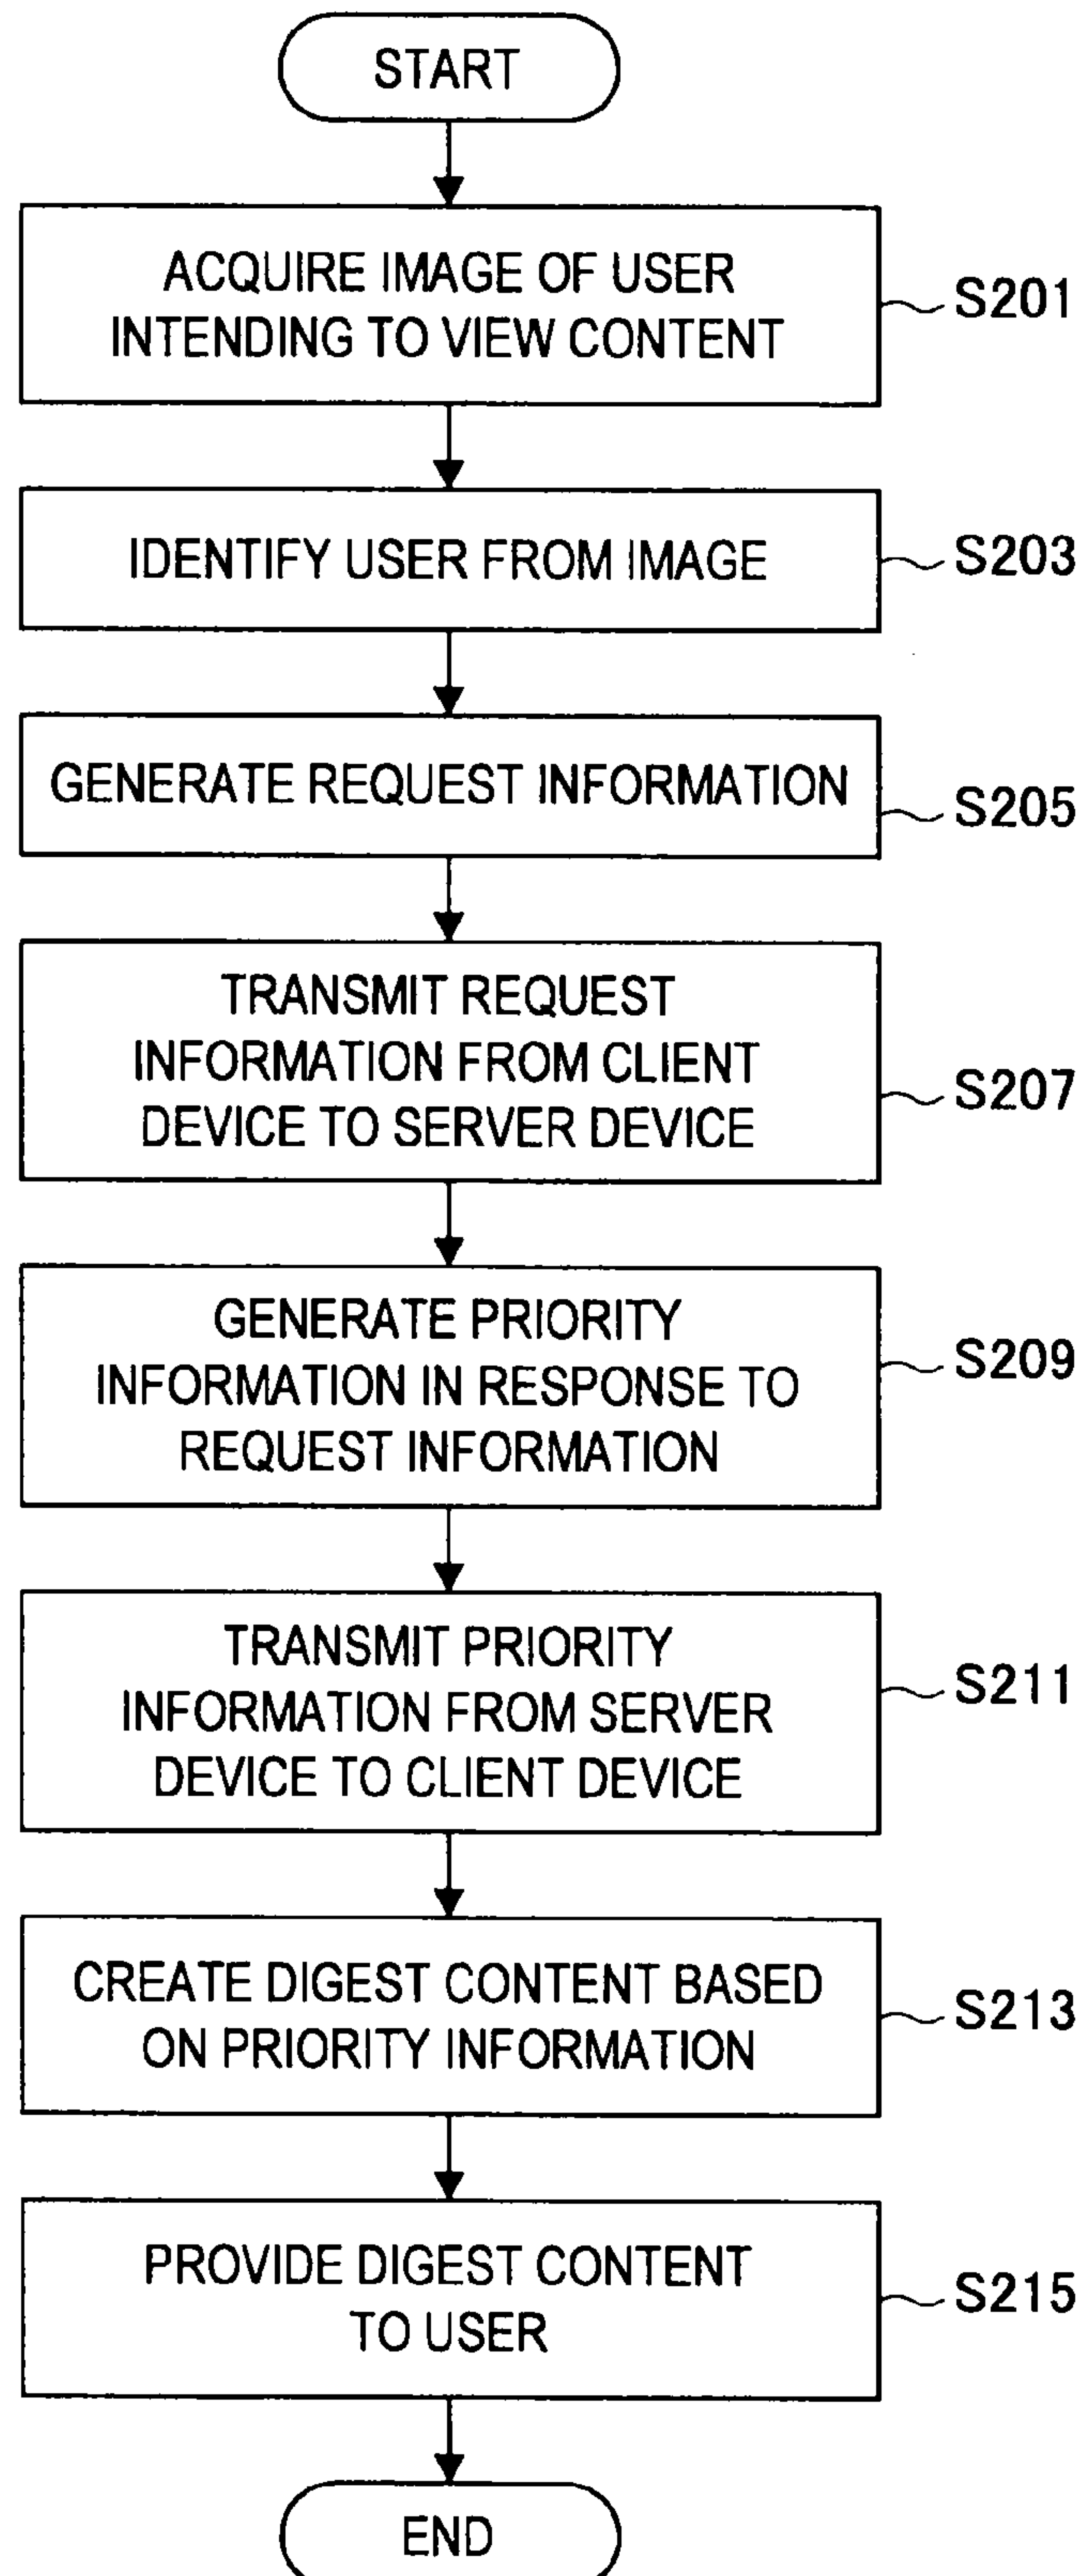 START
ACQUIRE IMAGE OF USER
INTENDING TO VIEW CONTENT
S201
IDENTIFY USER FROM IMAGE
S203
GENERATE REQUEST INFORMATION
S205
TRANSMIT REQUEST
INFORMATION FROM CLIENT
DEVICE TO SERVER DEVICE
S207
GENERATE PRIORITY
INFORMATION IN RESPONSE TO
REQUEST INFORMATION
S209
TRANSMIT PRIORITY
INFORMATION FROM SERVER
DEVICE TO CLIENT DEVICE
S211
CREATE DIGEST CONTENT BASED
ON PRIORITY INFORMATION
S213
PROVIDE DIGEST CONTENT
TO USER
S215
END